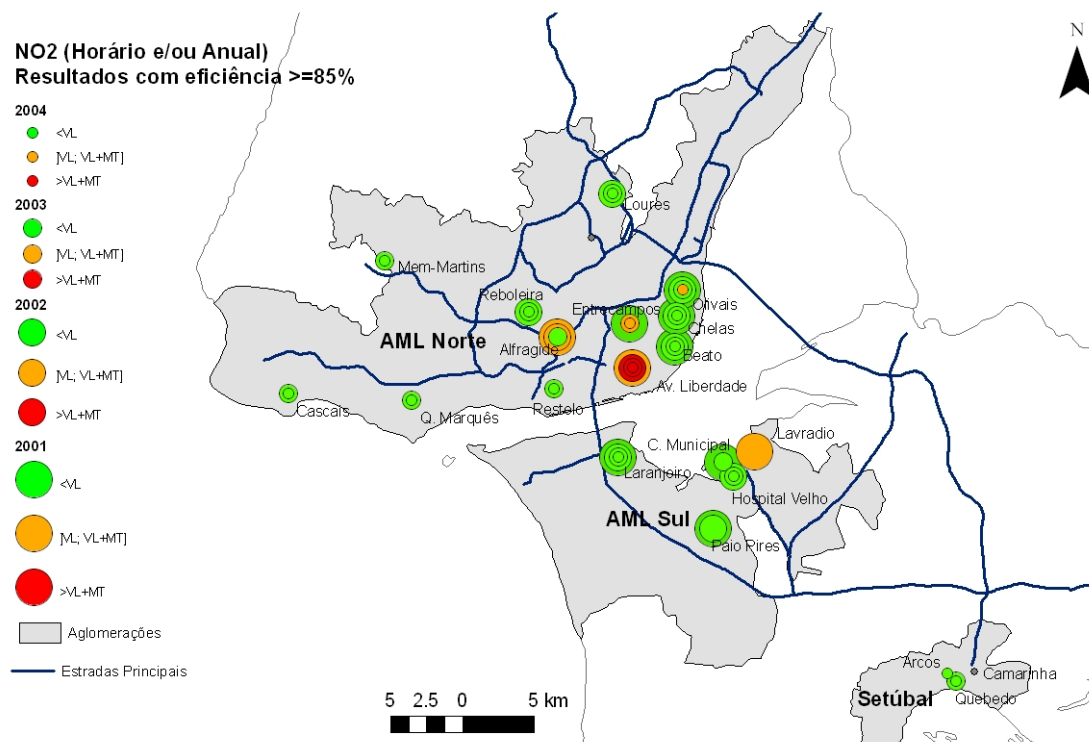 NO2 (Horário e/ou Anual)
Resultados com eficiência >=85%
2004
<VL
]VL; VL+MT]
>VL+MT
2003
<VL
]VL; VL+MT]
>VL+MT
2002
<VL
]VL; VL+MT]
>VL+MT
2001
<VL
]VL; VL+MT]
>VL+MT
Aglomerações
Estradas Principais
N
Loures
Mem-Martins
Reboleira
Entrecampos
Olivais
Chelas
AML Norte
Alfragide
Beato
Av. Liberdade
Cascais
Q. Marquês
Restelo
C. Municipal
Lavradio
Laranjeiro
Hospital Velho
AML Sul
Paio Pires
Arcos
Camarinha
Setúbal
Quebedo
5 2.5 0 5 km